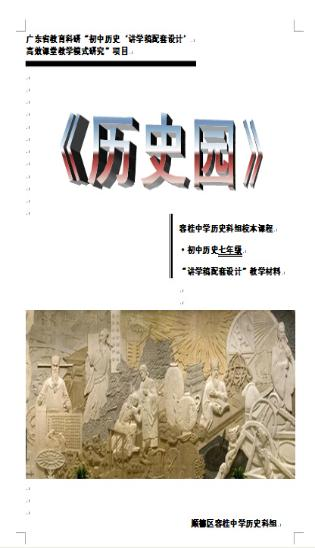 广东省教育科研“初中历史‘讲学稿配套设计’
高效课堂教学模式研究”项目
《历史园》
容桂中学历史科组校本课程
·初中历史七年级
“讲学稿配套设计”教学材料
顺德区容桂中学历史科组